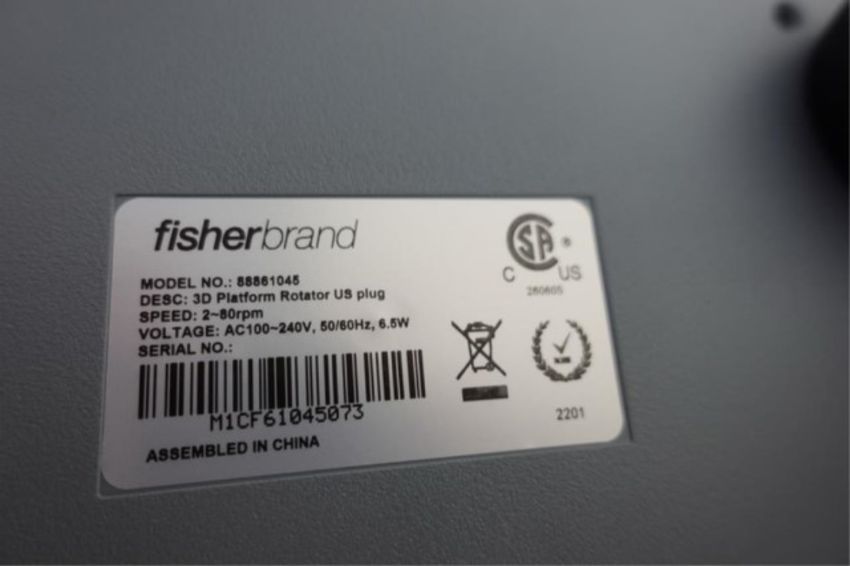 fisherbrand
MODEL NO.: 88861045
DESC: 3D Platform Rotator US plug
SPEED: 2~80rpm
VOLTAGE: AC100~240V, 50/60Hz, 6.5W
SERIAL NO.:
M1CF61045073
ASSEMBLED IN CHINA
SA ®
C US
260605
2201